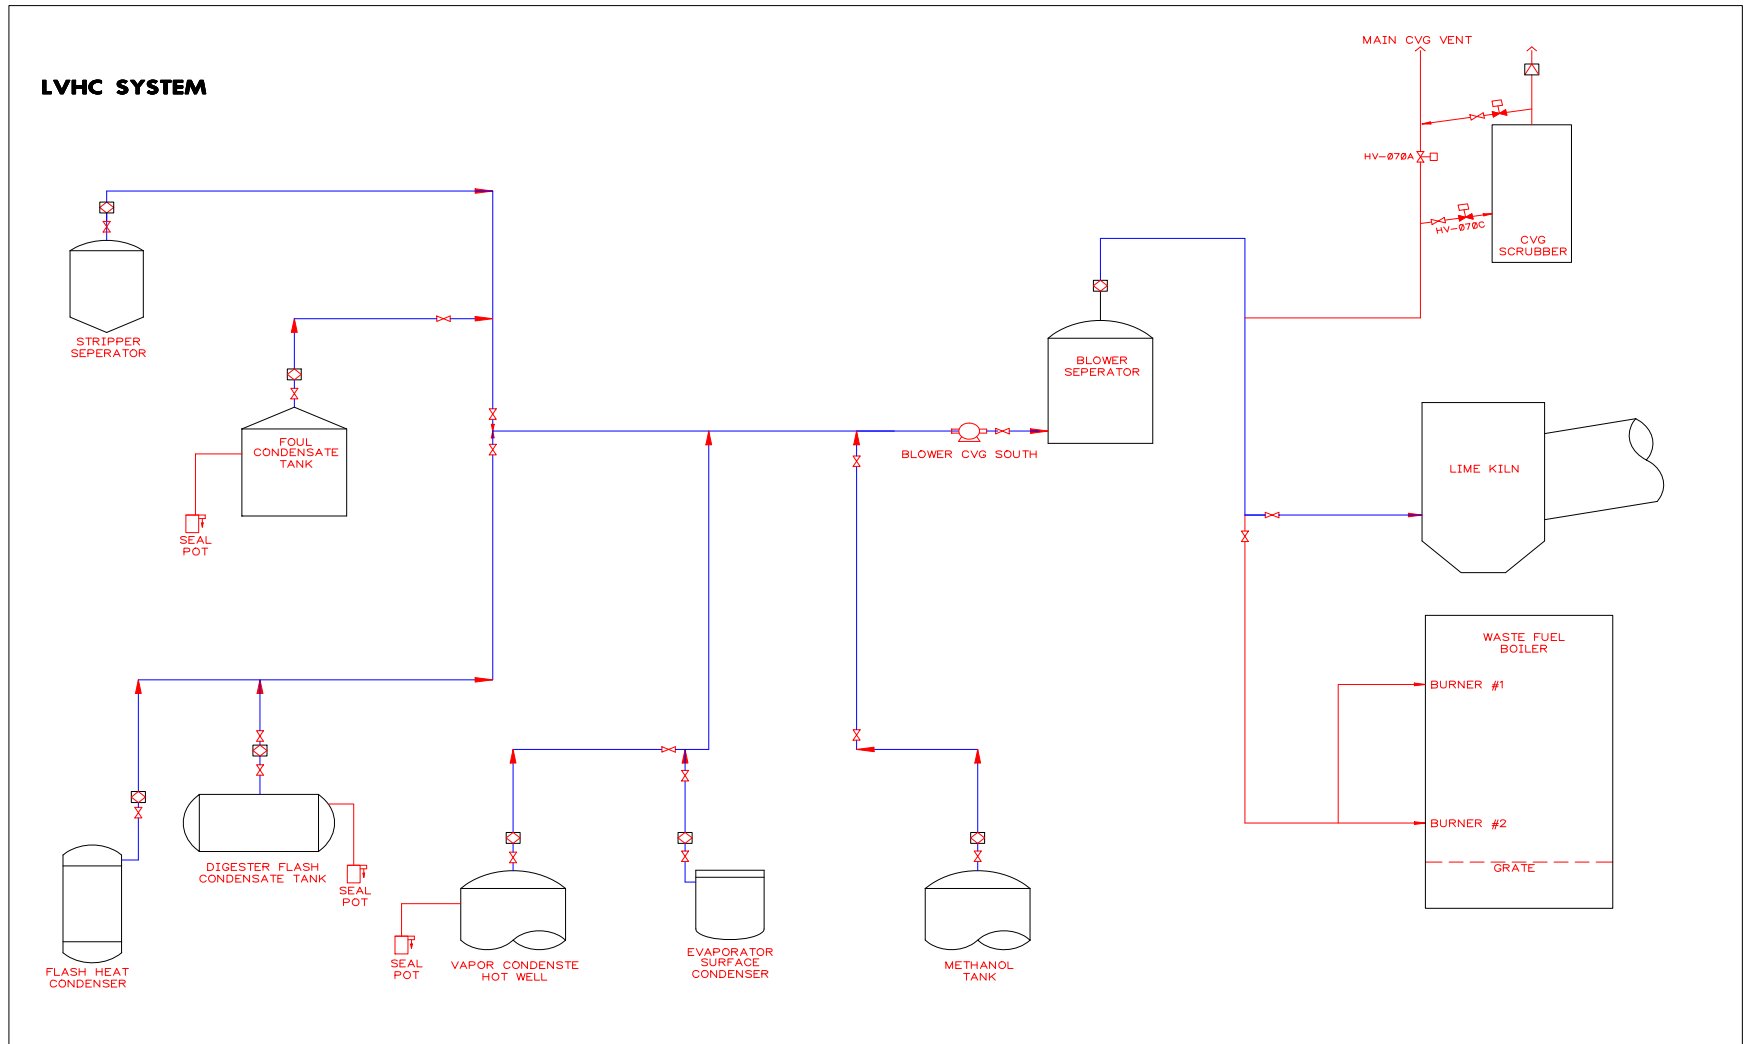 MAIN CVG VENT
LVHC SYSTEM
HV-070A
HV-070C
CVG
SCRUBBER
STRIPPER
SEPERATOR
BLOWER
SEPERATOR
FOUL
CONDENSATE
TANK
BLOWER CVG SOUTH
LIME KILN
SEAL
POT
WASTE FUEL
BOILER
BURNER #1
BURNER #2
GRATE
DIGESTER FLASH
CONDENSATE TANK
SEAL
POT
FLASH HEAT
CONDENSER
SEAL
POT
VAPOR CONDENSTE
HOT WELL
EVAPORATOR
SURFACE
CONDENSER
METHANOL
TANK